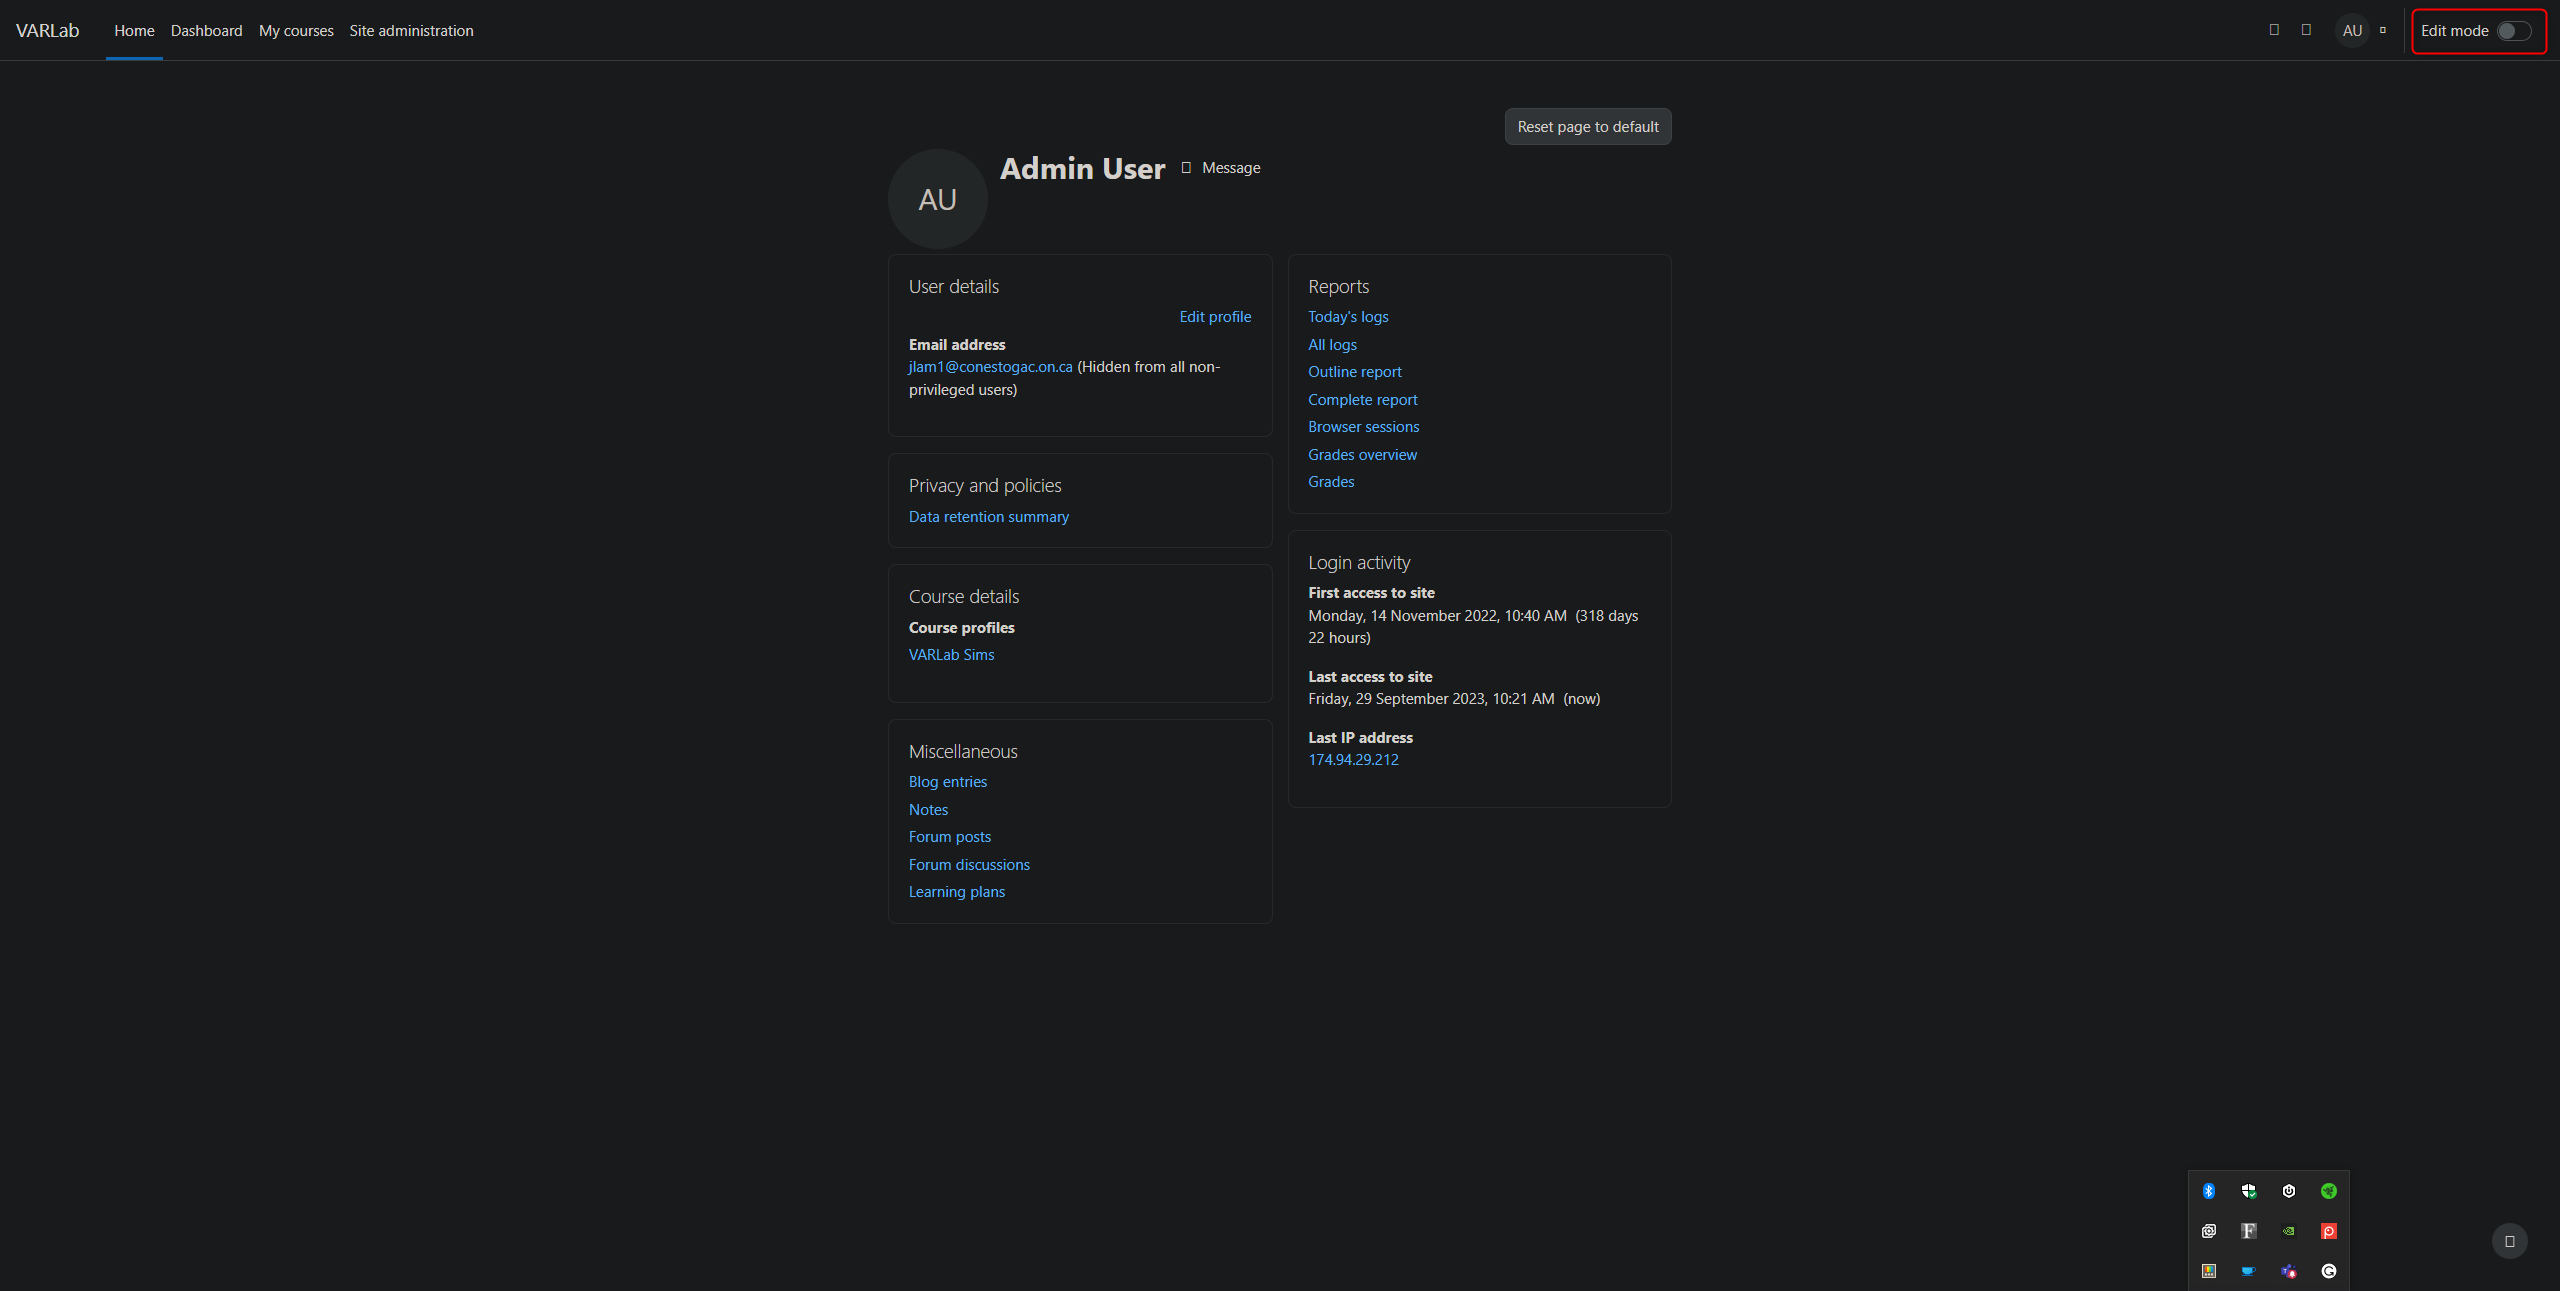 VARLab
Home
Dashboard
My courses
Site administration
AU
Edit mode
Reset page to default
AU
Admin User
Message
User details
Edit profile
Email address
jlam1@conestogac.on.ca (Hidden from all non-
privileged users)
Privacy and policies
Data retention summary
Course details
Course profiles
VARLab Sims
Miscellaneous
Blog entries
Notes
Forum posts
Forum discussions
Learning plans
Reports
Today's logs
All logs
Outline report
Complete report
Browser sessions
Grades overview
Grades
Login activity
First access to site
Monday, 14 November 2022, 10:40 AM (318 days
22 hours)
Last access to site
Friday, 29 September 2023, 10:21 AM (now)
Last IP address
174.94.29.212